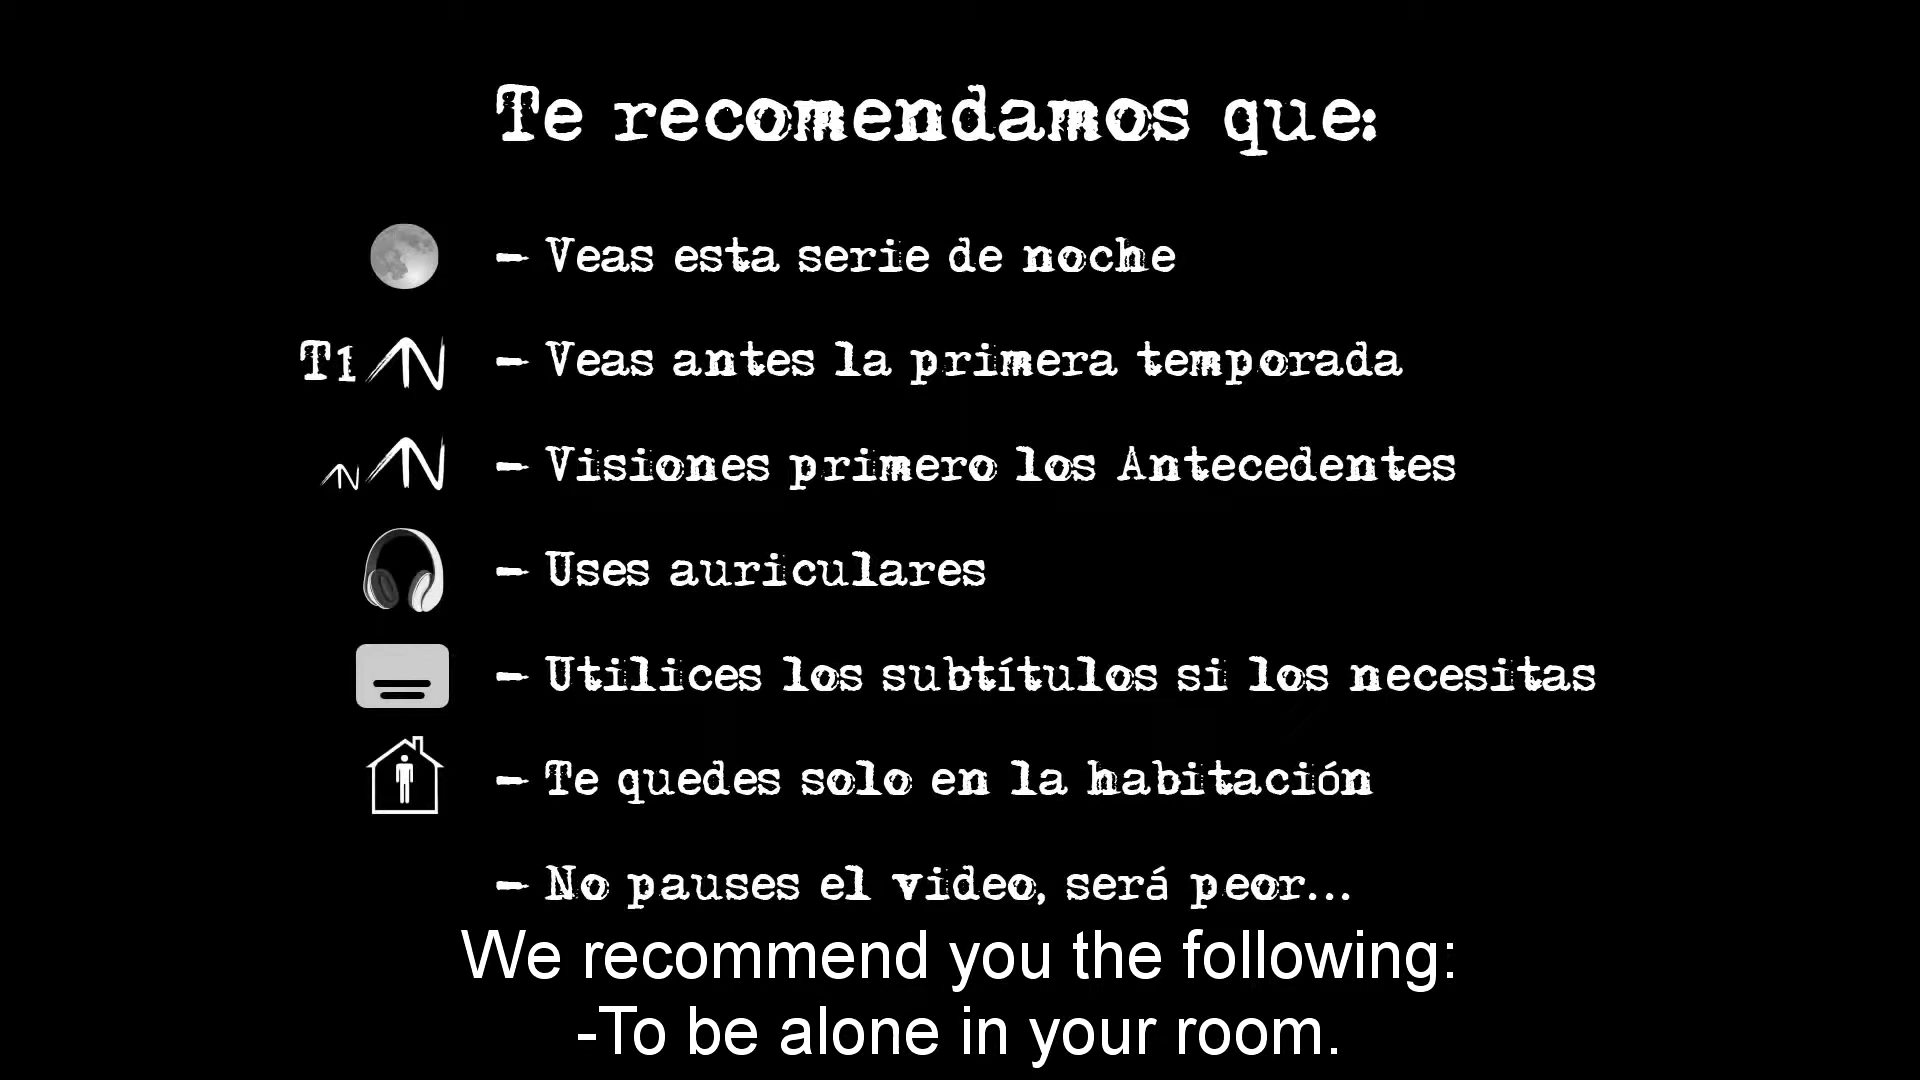 Te recomendamos que:
- Veas esta serie de noche
T1 - Veas antes la primera temporada
- Visiones primero los Antecedentes
- Uses auriculares
- Utilices los subtítulos si los necesitas
- Te quedes solo en la habitación
- No pauses el video, será peor...
We recommend you the following:
-To be alone in your room.